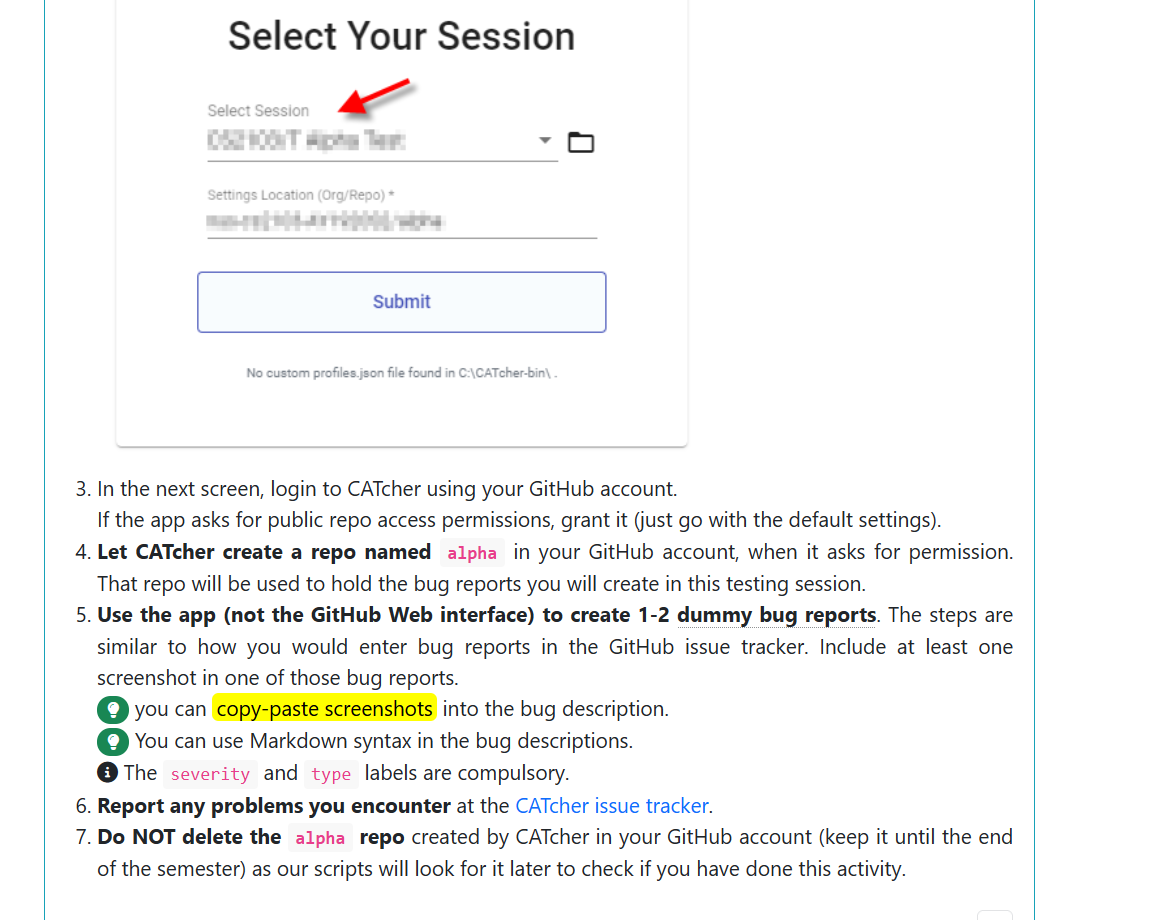 Select Your Session
Select Session
Settings Location (Org/Repo) *
Submit
No custom profiles.json file found in C:\CATcher-bin\ .
3. In the next screen, login to CATcher using your GitHub account.
If the app asks for public repo access permissions, grant it (just go with the default settings).
4. Let CATcher create a repo named alpha in your GitHub account, when it asks for permission.
That repo will be used to hold the bug reports you will create in this testing session.
5. Use the app (not the GitHub Web interface) to create 1-2 dummy bug reports. The steps are
similar to how you would enter bug reports in the GitHub issue tracker. Include at least one
screenshot in one of those bug reports.
you can copy-paste screenshots into the bug description.
You can use Markdown syntax in the bug descriptions.
The severity and type labels are compulsory.
6. Report any problems you encounter at the CATcher issue tracker.
7. Do NOT delete the alpha repo created by CATcher in your GitHub account (keep it until the end
of the semester) as our scripts will look for it later to check if you have done this activity.